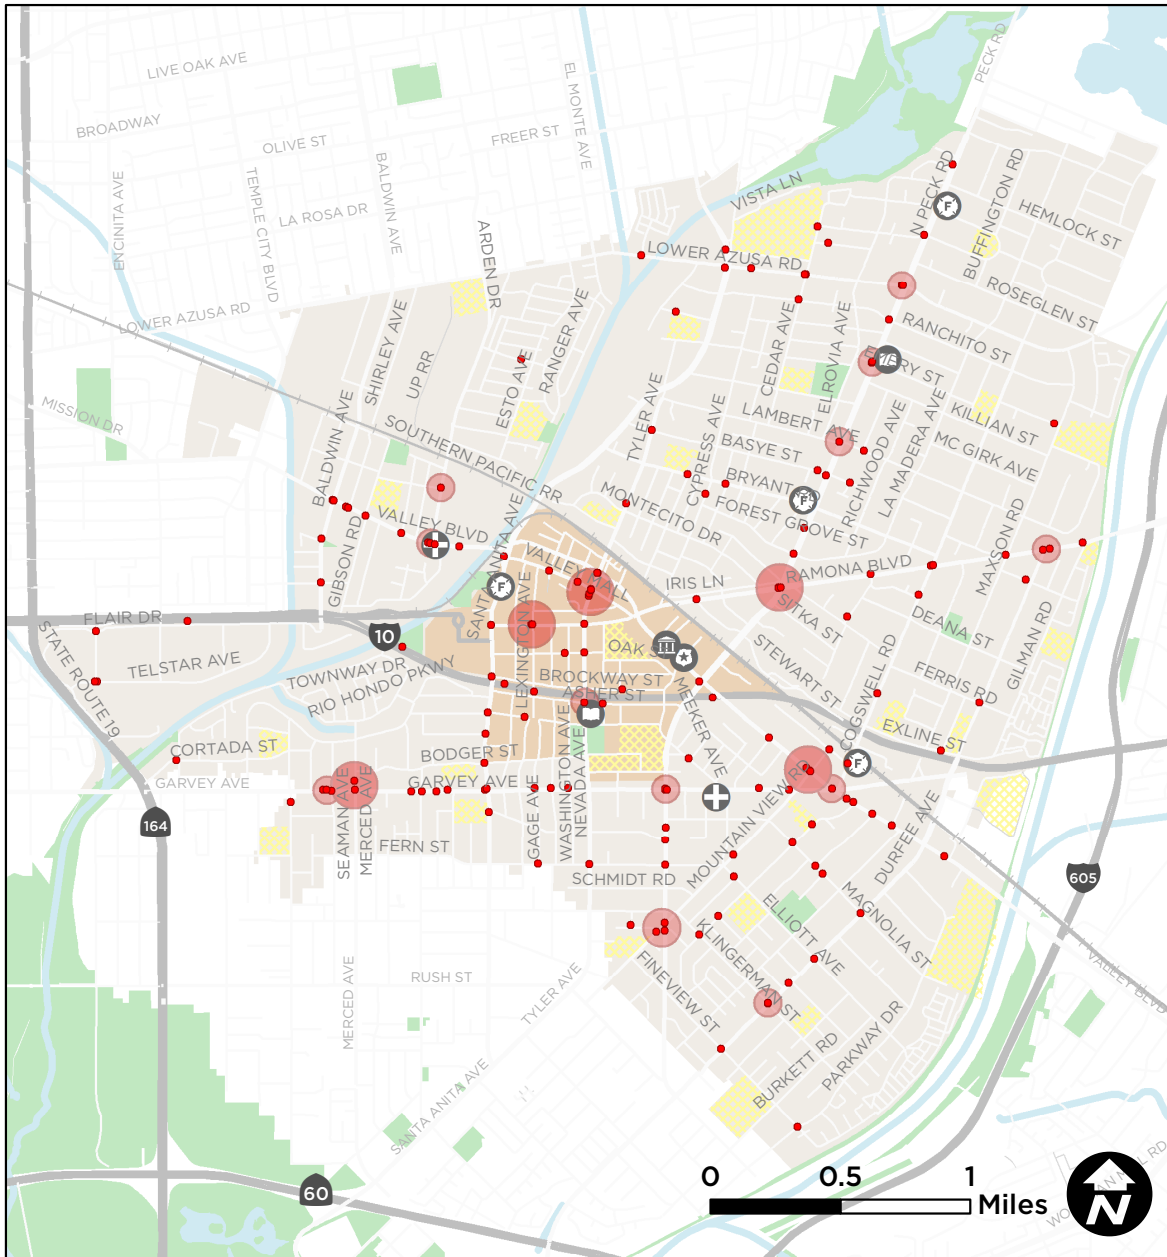 PECK RD
LIVE OAK AVE
EL MONTE AVE
BROADWAY
FREER ST
OLIVE ST
BALDWIN AVE
ENCINITA AVE
TEMPLE CITY BLVD
LA ROSA DR
VISTA LN
N PECK RD
F
BUFFINGTON RD
HEMLOCK ST
ARDEN DR
LOWER AZUSA RD
ROSEGLEN ST
LOWER AZUSA RD
SHIRLEY AVE
UP RR
ESTO AVE
RANGER AVE
CEDAR AVE
ELROVIA AVE
RANCHITO ST
MISSION DR
TYLER AVE
CYPRESS AVE
LAMBERT AVE
KILLIAN ST
BALDWIN AVE
SOUTHERN PACIFIC RR
BASYE ST
MC GIRK AVE
RICHWOOD AVE
LA MADERA AVE
BRYANT RD
F
MONTECITO DR
FOREST GROVE ST
VALLEY BLVD
GIBSON RD
SANTA ANITA AVE
VALLEY MALL
MAXSON RD
IRIS LN
RAMONA BLVD
F
SITKA ST
FLAIR DR
LEXINGTON AVE
DEANA ST
GILMAN RD
10
STATE ROUTE 19
TELSTAR AVE
TOWNWAY DR
OAK ST
STEWART ST
RIO HONDO PKWY
BROCKWAY ST
ASHER ST
MEEKER AVE
COGSWELL RD
FERRIS RD
CORTADA ST
BODGER ST
WASHINGTON AVE
NEVADA AVE
EXLINE ST
F
GARVEY AVE
GARVEY AVE
MOUNTAIN VIEW RD
SEAMAN AVE
MERCED AVE
GAGE AVE
DURFEE AVE
164
FERN ST
SCHMIDT RD
605
ELLIOTT AVE
MAGNOLIA ST
KLINGERMAN ST
MERCED AVE
RUSH ST
TYLER AVE
FINEVIEW ST
VALLEY BLVD
BURKETT RD
PARKWAY DR
SANTA ANITA AVE
60
0 0.5 1
Miles
N